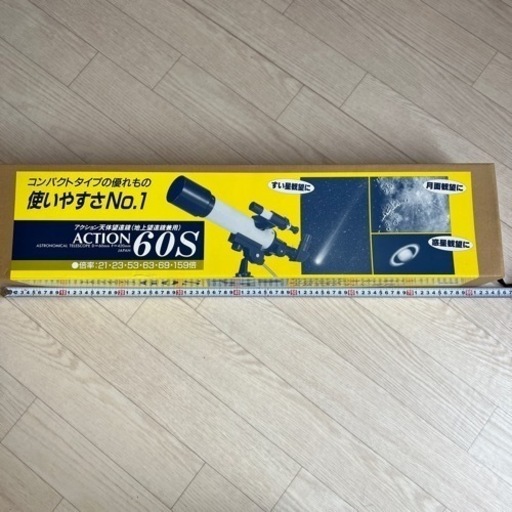 コンパクトタイプの優れもの
使いやすさNo.1
アクション天体望遠鏡(地上望遠鏡兼用)
ACTION 60S
ASTRONOMICAL TELESCOPE
JAPAN
●倍率:21・23・53・63・69・159倍
すい星観望に
月面観望に
惑星観望に